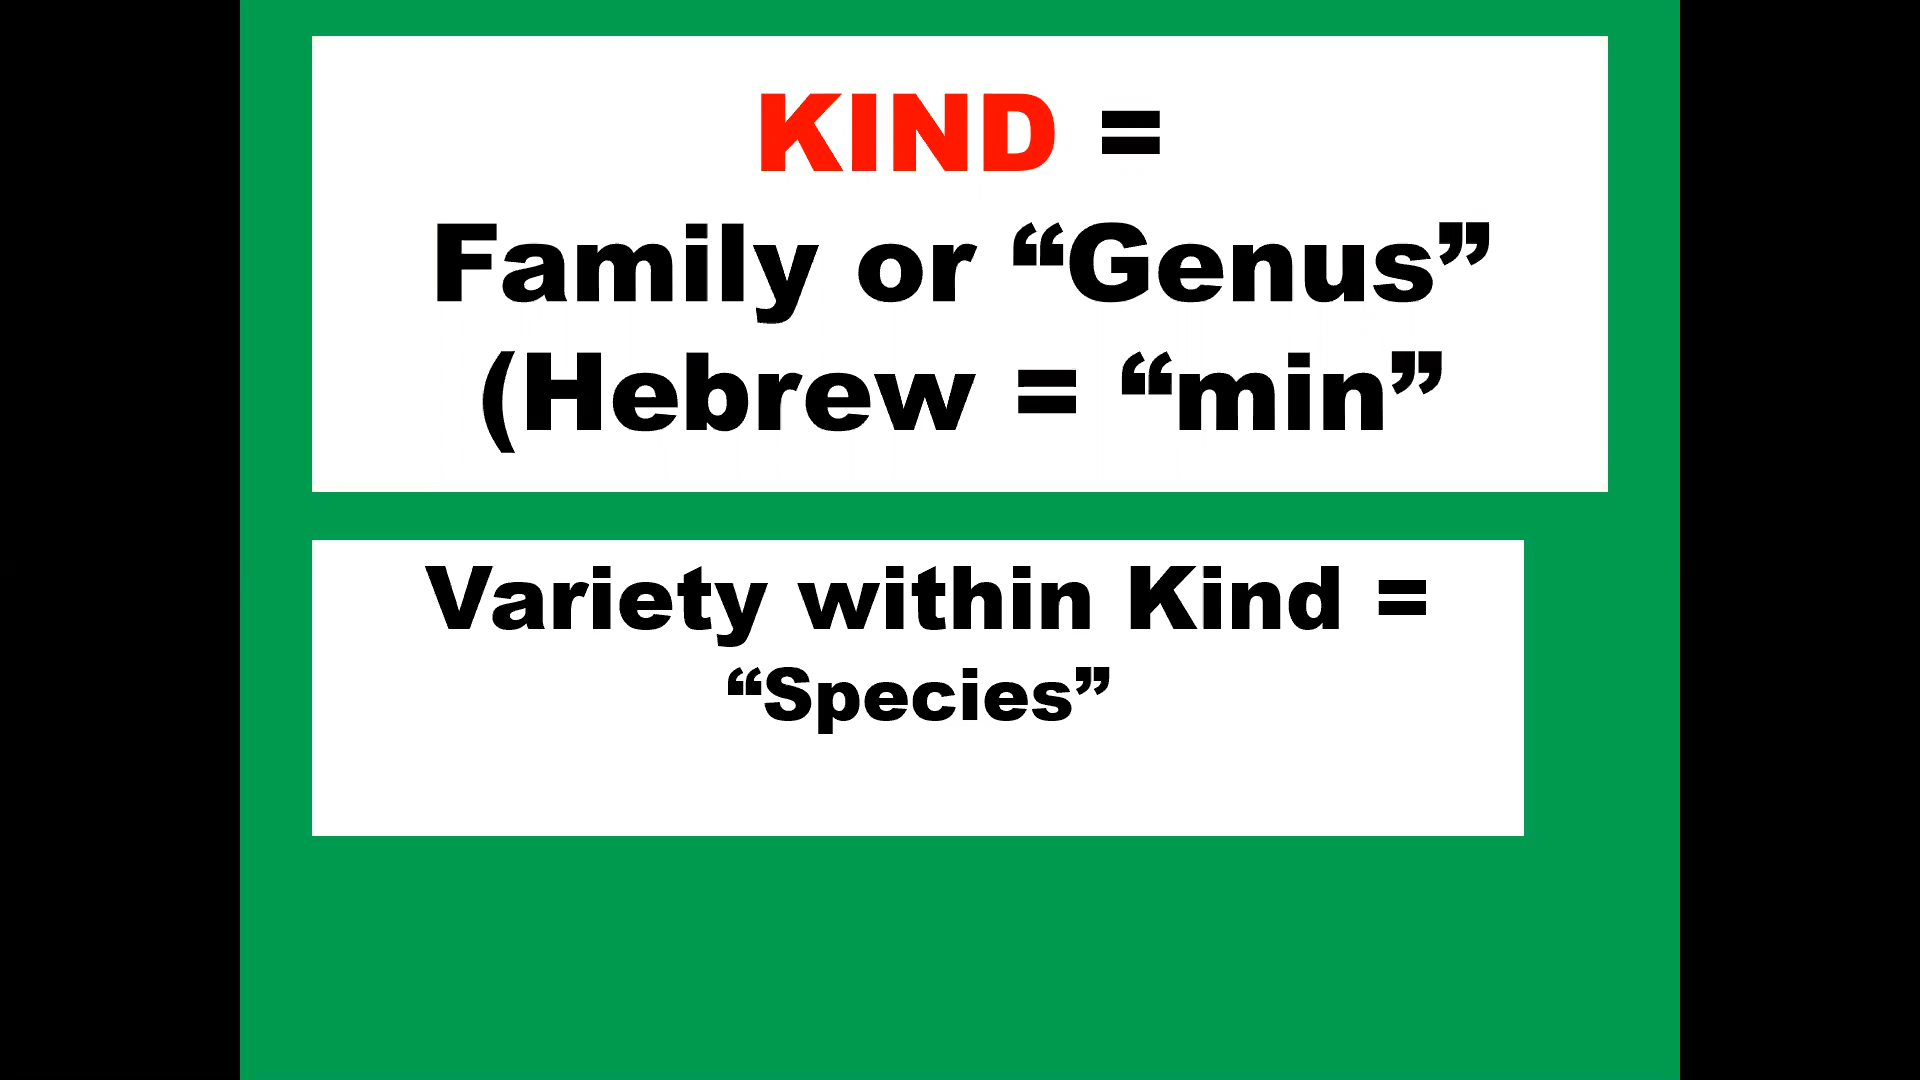 KIND =
Family or “Genus”
(Hebrew = “min”
Variety within Kind =
“Species”